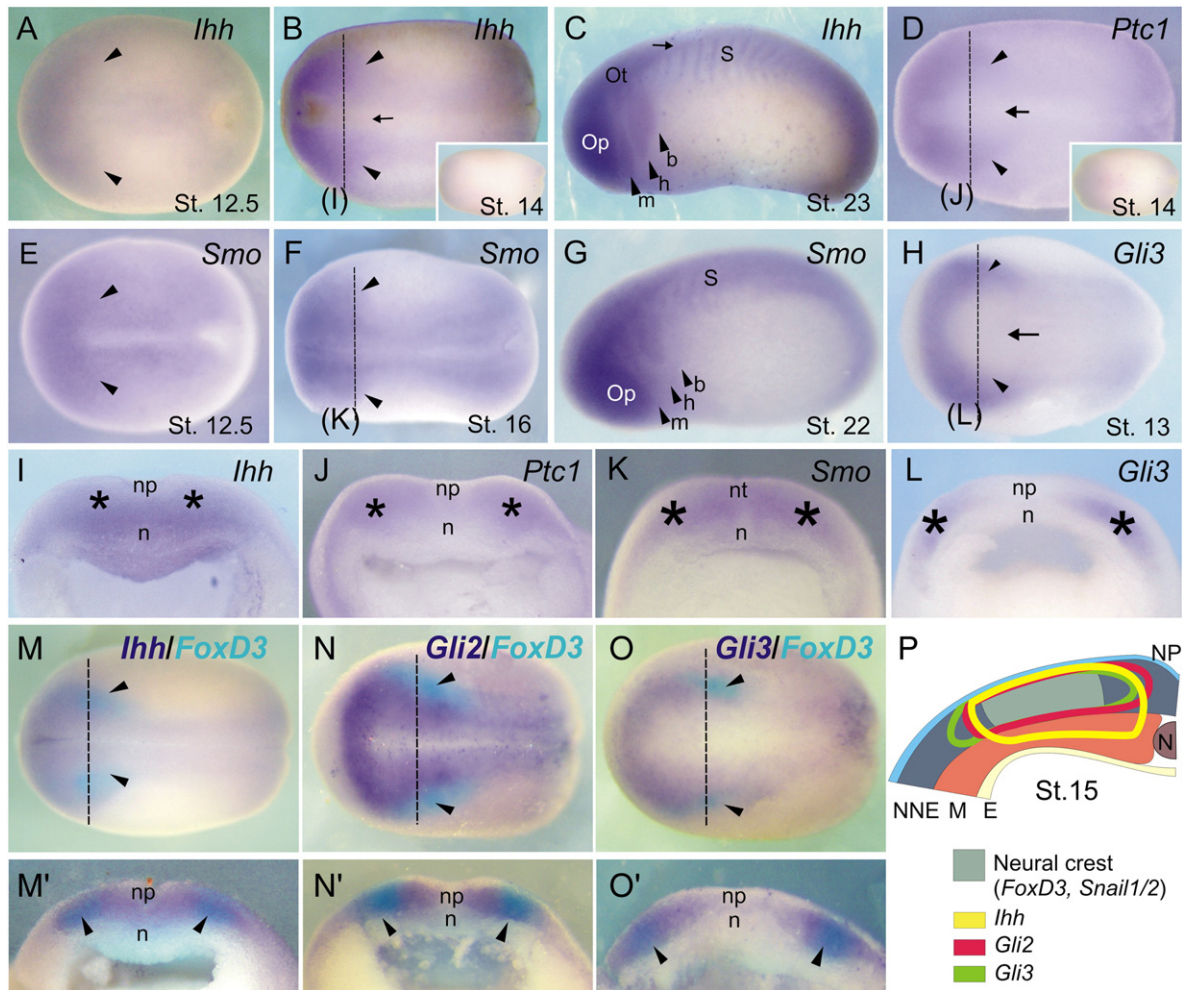 A Ihh
St. 12.5
B Ihh
(I) St. 14
C Ihh
S
Ot
Op
b
h
m
St. 23
D Ptc1
(J) St. 14
E Smo
St. 12.5
F Smo
(K) St. 16
G Smo
S
Op
b
h
m
St. 22
H Gli3
(L) St. 13
I Ihh
* np *
n
J Ptc1
np
* *
n
K Smo
nt
* *
n
L Gli3
np
n
* *
M Ihh/FoxD3
N Gli2/FoxD3
O Gli3/FoxD3
P NP
N
St.15
NNE M E
M' np
n
N' np
n
O' np
n
Neural crest
(FoxD3, Snail1/2)
Ihh
Gli2
Gli3